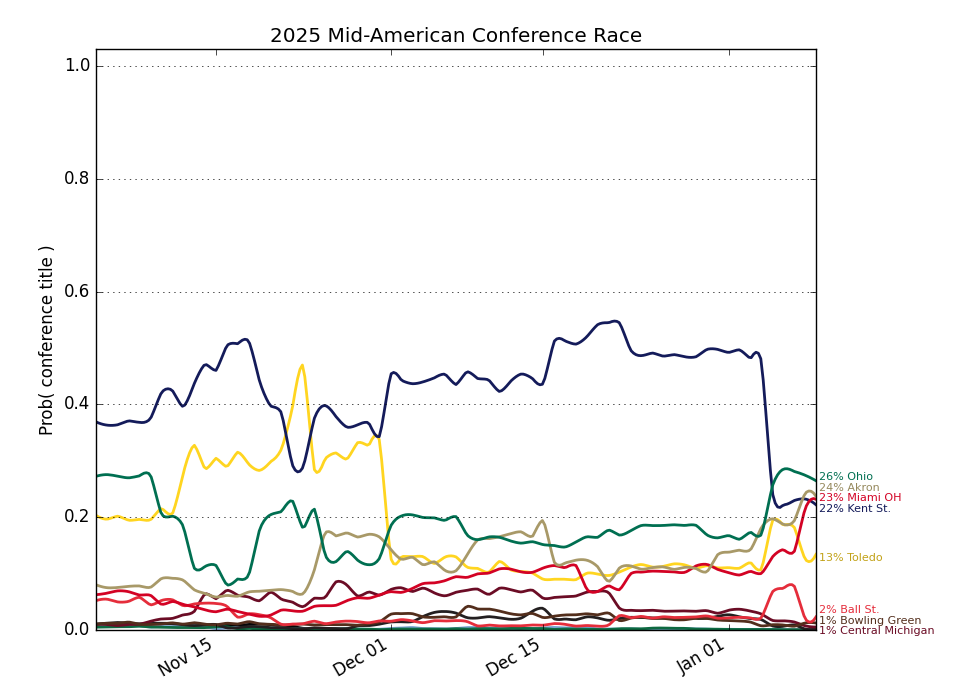 2025 Mid-American Conference Race
Prob( conference title )
1.0
0.8
0.6
0.4
0.2
0.0
Nov 15
Dec 01
Dec 15
Jan 01
26% Ohio
24% Akron
23% Miami OH
22% Kent St.
13% Toledo
2% Ball St.
1% Bowling Green
1% Central Michigan